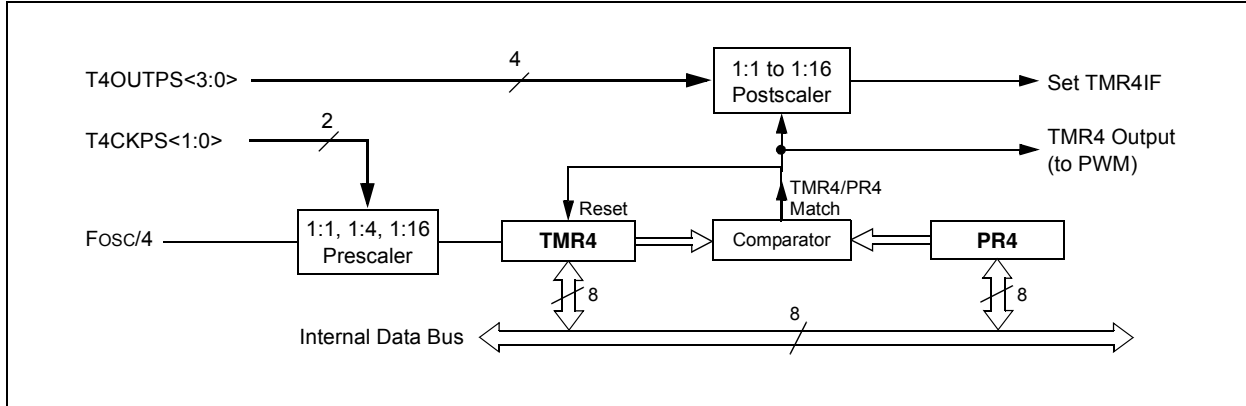 T4OUTPS<3:0>
4
1:1 to 1:16
Postscaler
Set TMR4IF
T4CKPS<1:0>
2
TMR4 Output
(to PWM)
TMR4/PR4
Match
Reset
FOSC/4
1:1, 1:4, 1:16
Prescaler
TMR4
Comparator
PR4
8
8
8
Internal Data Bus